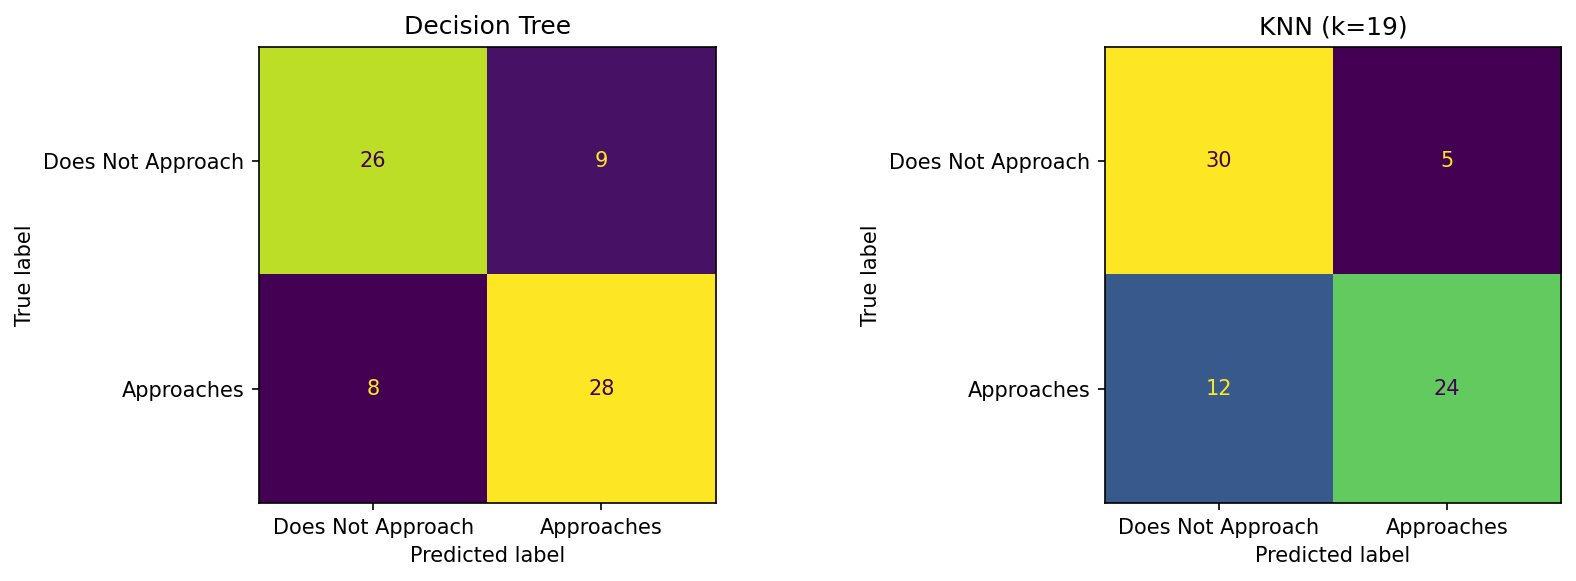 Decision Tree
True label
Does Not Approach
26
9
Approaches
8
28
Does Not Approach
Approaches
Predicted label
KNN (k=19)
True label
Does Not Approach
30
5
Approaches
12
24
Does Not Approach
Approaches
Predicted label